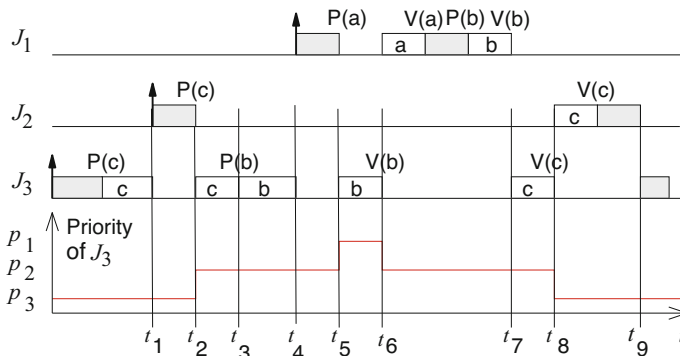 P(a) V(a) P(b) V(b)
J1 a b
P(c) V(c)
J2 c
P(c) P(b) V(b) V(c)
J3 c c b b c
p1 Priority
of J3
p2
p3
t1 t2 t3 t4 t5 t6 t7 t8 t9